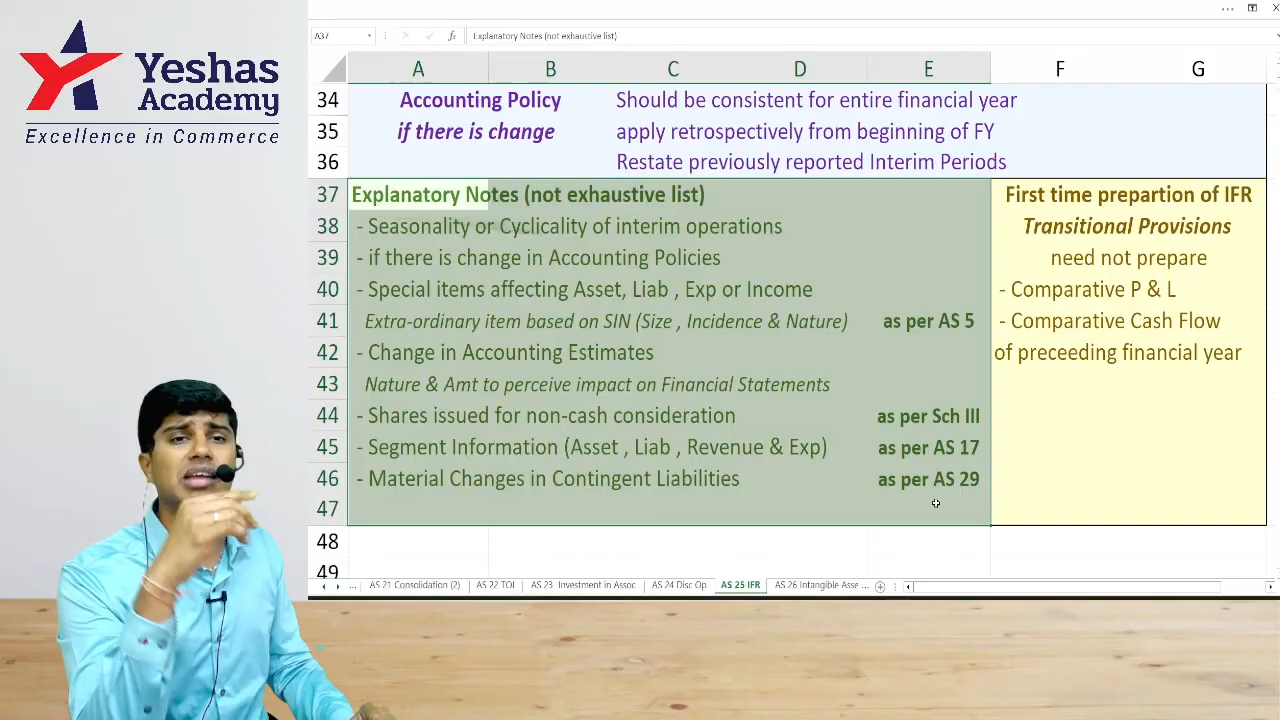 Yeshas
Academy
Excellence in Commerce
A37
fx
Explanatory Notes (not exhaustive list)
A B C D E F G
34 Accounting Policy Should be consistent for entire financial year
35 if there is change apply retrospectively from beginning of FY
36 Restate previously reported Interim Periods
37 Explanatory Notes (not exhaustive list) First time prepartion of IFR
38 - Seasonality or Cyclicality of interim operations Transitional Provisions
39 - if there is change in Accounting Policies need not prepare
40 - Special items affecting Asset, Liab , Exp or Income - Comparative P & L
41 Extra-ordinary item based on SIN (Size , Incidence & Nature) as per AS 5 - Comparative Cash Flow
42 - Change in Accounting Estimates of preceeding financial year
43 Nature & Amt to perceive impact on Financial Statements
44 - Shares issued for non-cash consideration as per Sch III
45 - Segment Information (Asset , Liab , Revenue & Exp) as per AS 17
46 - Material Changes in Contingent Liabilities as per AS 29
47
48
49
... AS 21 Consolidation (2) AS 22 TOI AS 23 Investment in Assoc AS 24 Disc Op AS 25 IFR AS 26 Intangible Asse ...